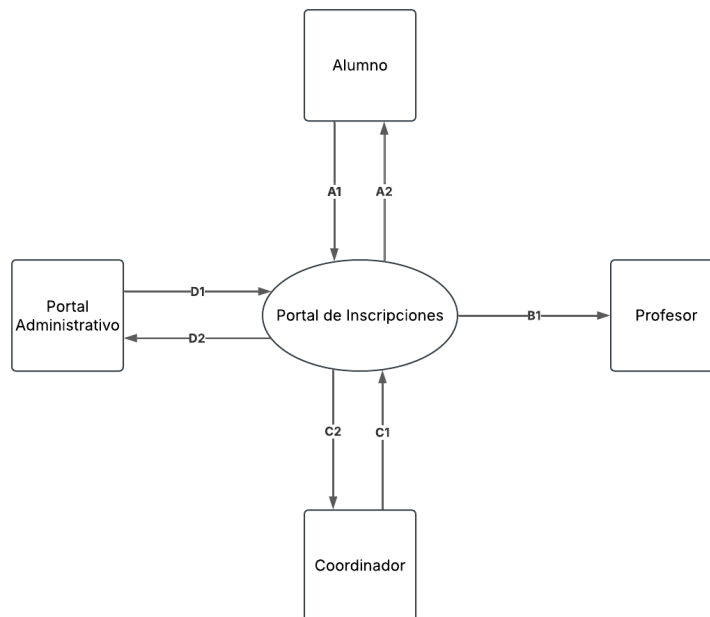 Alumno
A1
A2
Portal
Administrativo
D1
D2
Portal de Inscripciones
B1
Profesor
C2
C1
Coordinador